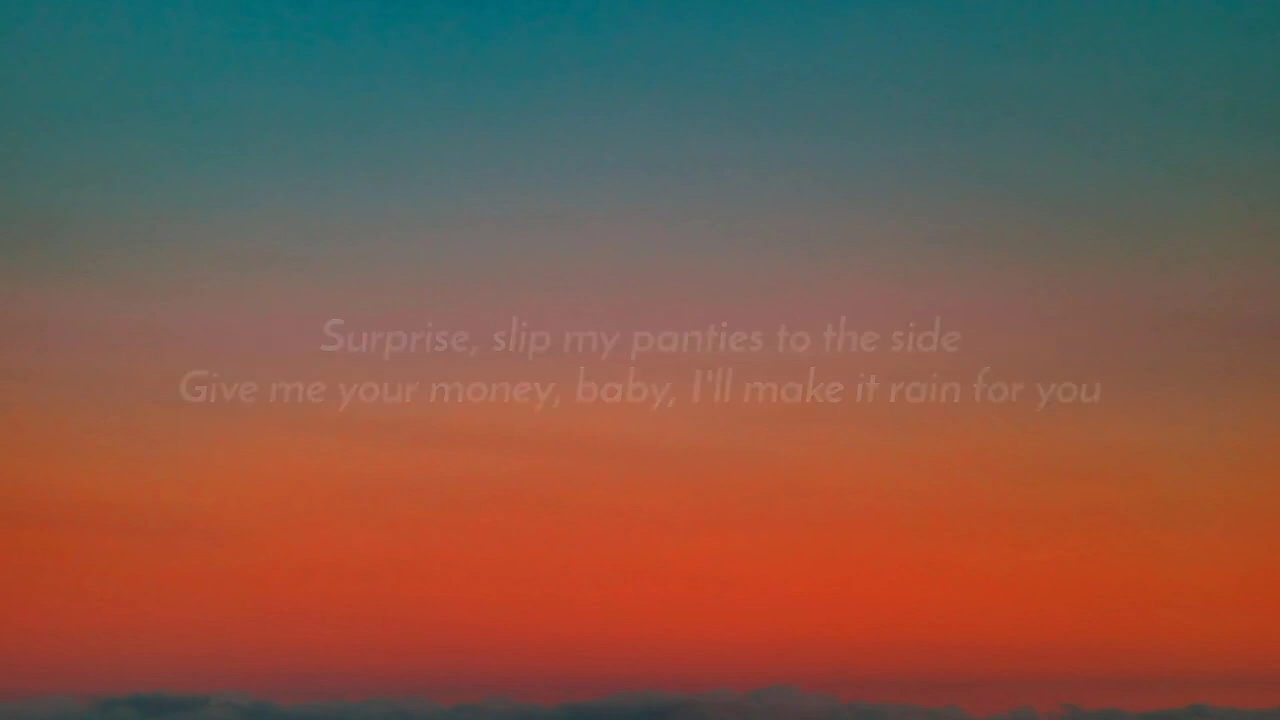 Surprise, slip my panties to the side
Give me your money, baby, I'll make it rain for you